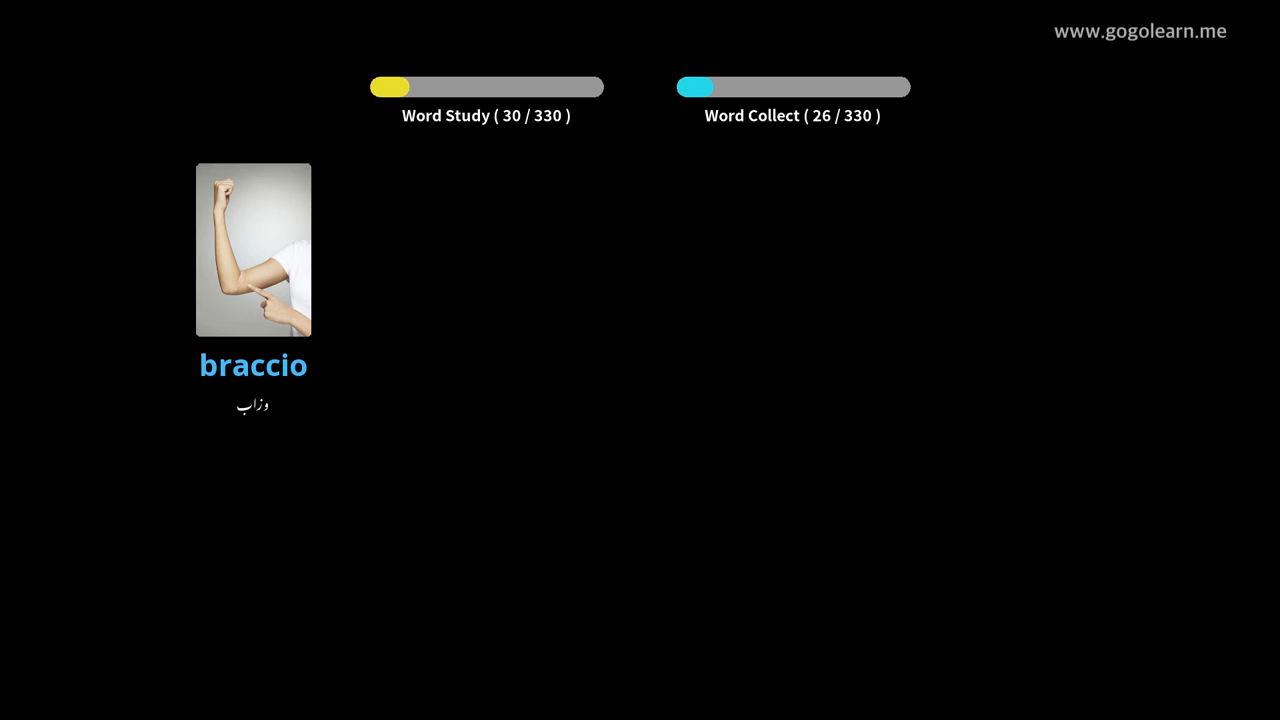 www.gogolearn.me
Word Study ( 30 / 330 )
Word Collect ( 26 / 330 )
braccio
وزاب